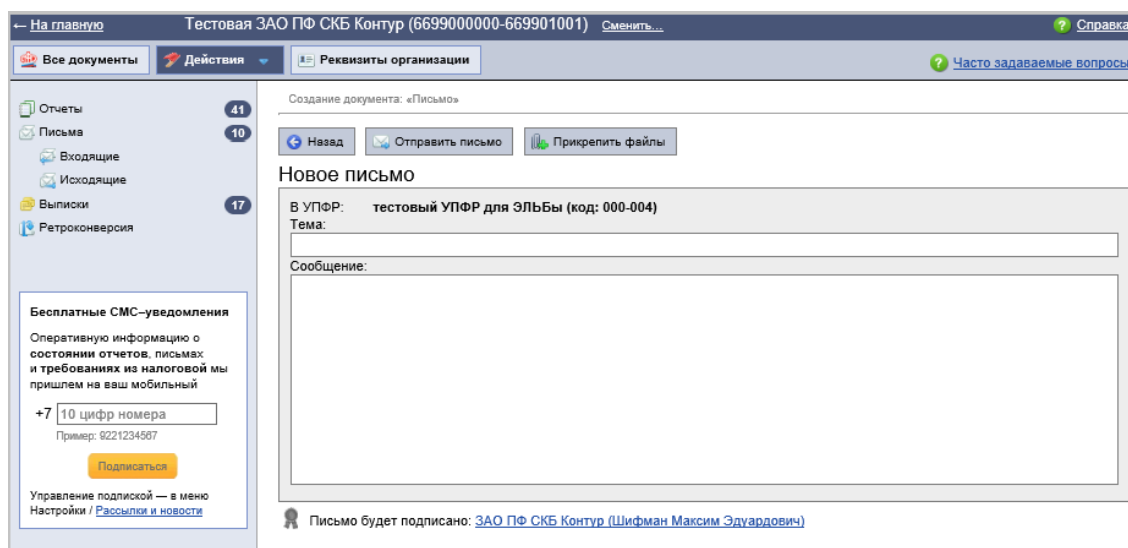 ← На главную Тестовая ЗАО ПФ СКБ Контур (6699000000-669901001) Сменить... ? Справка
Все документы Действия Реквизиты организации ? Часто задаваемые вопросы
Отчеты 41
Письма 10
Входящие
Исходящие
Выписки 17
Ретроконверсия
Бесплатные СМС–уведомления
Оперативную информацию о
состоянии отчетов, письмах
и требованиях из налоговой мы
пришлем на ваш мобильный
+7 10 цифр номера
Пример: 9221234567
Подписаться
Управление подпиской — в меню
Настройки / Рассылки и новости
Создание документа: «Письмо»
Назад Отправить письмо Прикрепить файлы
Новое письмо
В УПФР: тестовый УПФР для ЭЛЬБы (код: 000-004)
Тема:
Сообщение:
Письмо будет подписано: ЗАО ПФ СКБ Контур (Шифман Максим Эдуардович)